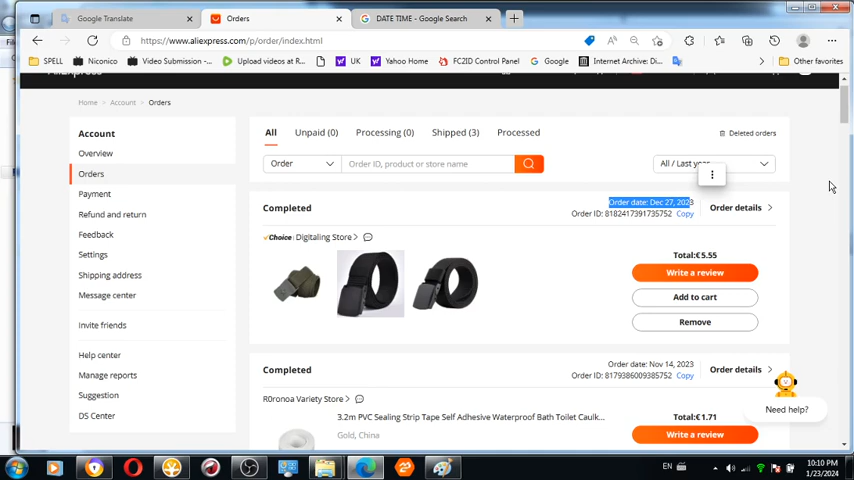 Google Translate
Orders
DATE TIME - Google Search
https://www.aliexpress.com/p/order/index.html
SPELL
Niconico
Video Submission -...
Upload videos at R...
UK
Yahoo Home
FC2ID Control Panel
Google
Internet Archive: Di...
Other favorites
Home > Account > Orders
Account
Overview
Orders
Payment
Refund and return
Feedback
Settings
Shipping address
Message center
Invite friends
Help center
Manage reports
Suggestion
DS Center
All
Unpaid (0)
Processing (0)
Shipped (3)
Processed
Deleted orders
Order
Order ID, product or store name
All / Last year
Completed
Order date: Dec 27, 2023
Order ID: 8182417391735752 Copy
Order details
Choice Digitaling Store
Total:€5.55
Write a review
Add to cart
Remove
Completed
Order date: Nov 14, 2023
Order ID: 8179386009385752 Copy
Order details
R0ronoa Variety Store
3.2m PVC Sealing Strip Tape Self Adhesive Waterproof Bath Toilet Caulk...
Gold, China
Total:€1.71
Write a review
Need help?
EN
10:10 PM
1/23/2024